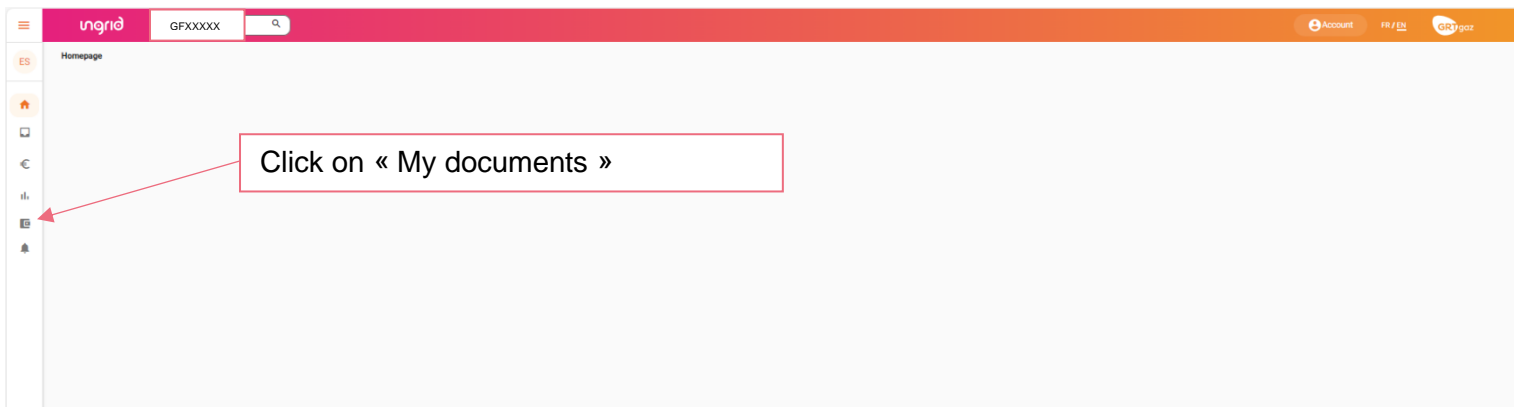 ingrid GFXXXXX Account FR / EN GRTgaz
ES Homepage
€
Click on « My documents »